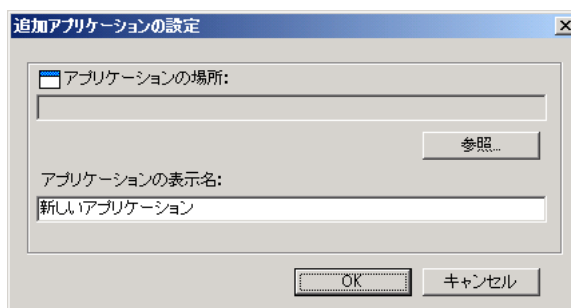 追加アプリケーションの設定
アプリケーションの場所:
参照...
アプリケーションの表示名:
新しいアプリケーション
OK キャンセル